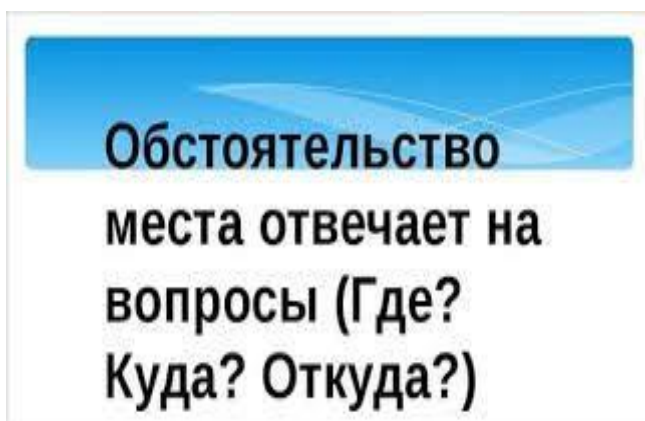 Обстоятельство
места отвечает на
вопросы (Где?
Куда? Откуда?)